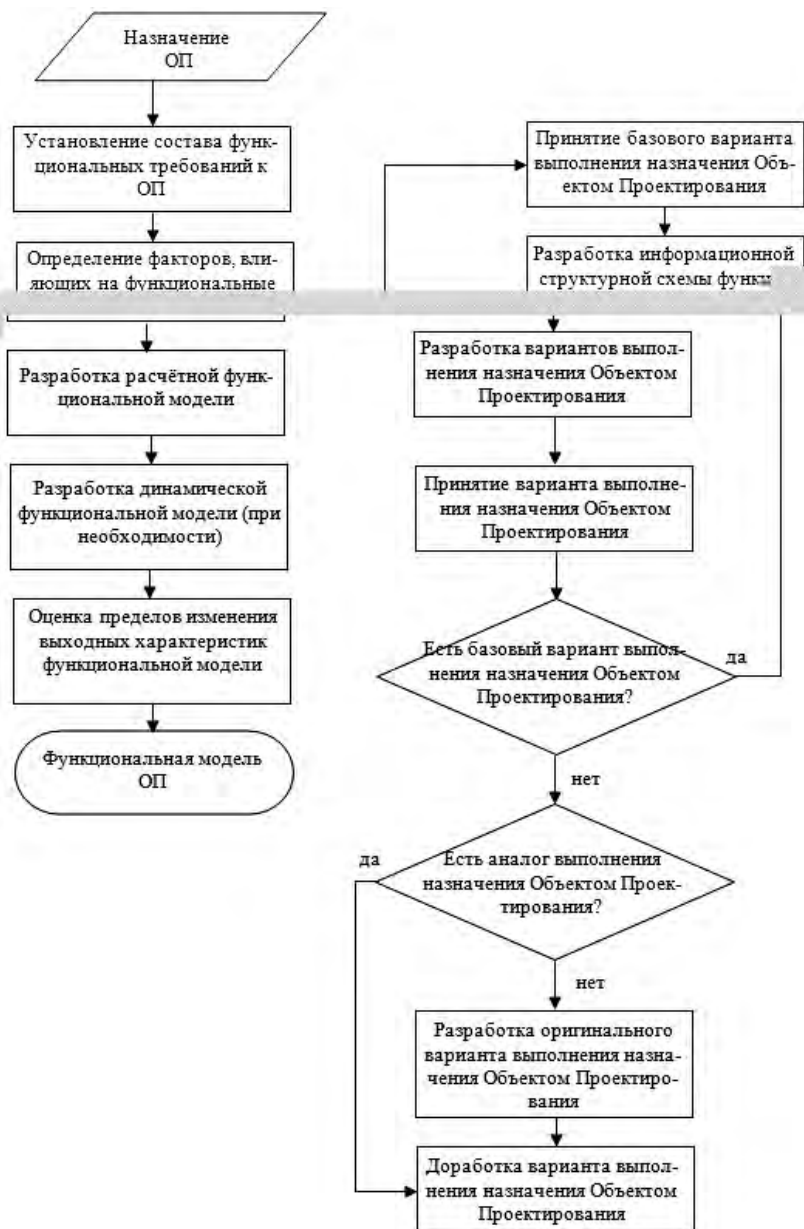 Назначение
ОП
Установление состава функ-
циональных требований к
ОП
Определение факторов, вли-
яющих на функциональные
Разработка расчётной функ-
циональной модели
Разработка динамической
функциональной модели (при
необходимости)
Оценка пределов изменения
выходных характеристик
функциональной модели
Функциональная модель
ОП
Принятие базового варианта
выполнения назначения Объ-
ектом Проектирования
Разработка информационной
структурной схемы
Разработка вариантов выпол-
нения назначения Объектом
Проектирования
Принятие варианта выполне-
ния назначения Объектом
Проектирования
Есть базовый вариант выпол-
нения назначения Объектом
Проектирования?
да
нет
Есть аналог выполнения
назначения Объектом Проек-
тирования?
да
нет
Разработка оригинального
варианта выполнения назна-
чения Объектом Проектиро-
вания
Доработка варианта выпол-
нения назначения Объектом
Проектирования